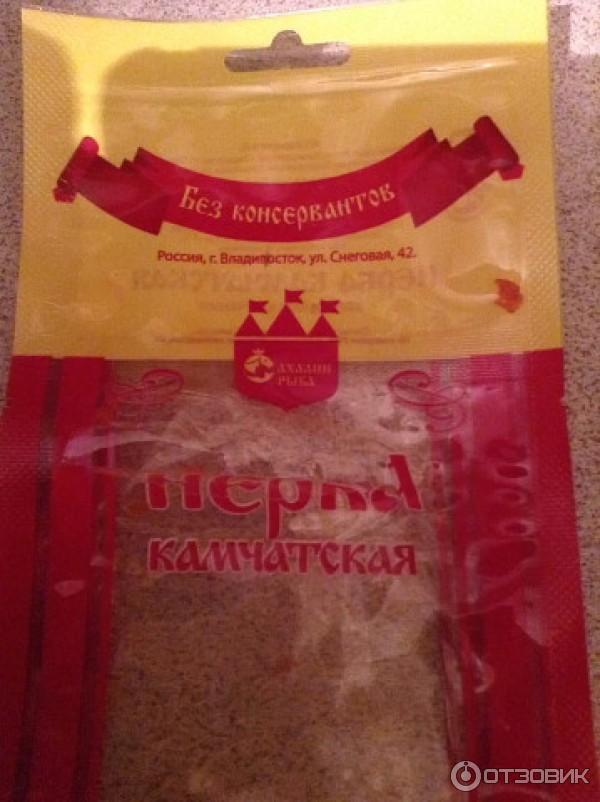 Без консервантов
Россия, г. Владивосток, ул. Снеговая, 42.
САХАЛИН
РЫБА
Нерка
камчатская
ОТЗОВИК